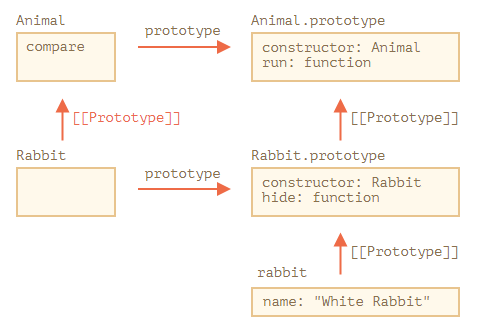 Animal
Animal.prototype
compare
prototype
constructor: Animal
run: function
[[Prototype]]
[[Prototype]]
Rabbit
Rabbit.prototype
prototype
constructor: Rabbit
hide: function
[[Prototype]]
rabbit
name: "White Rabbit"